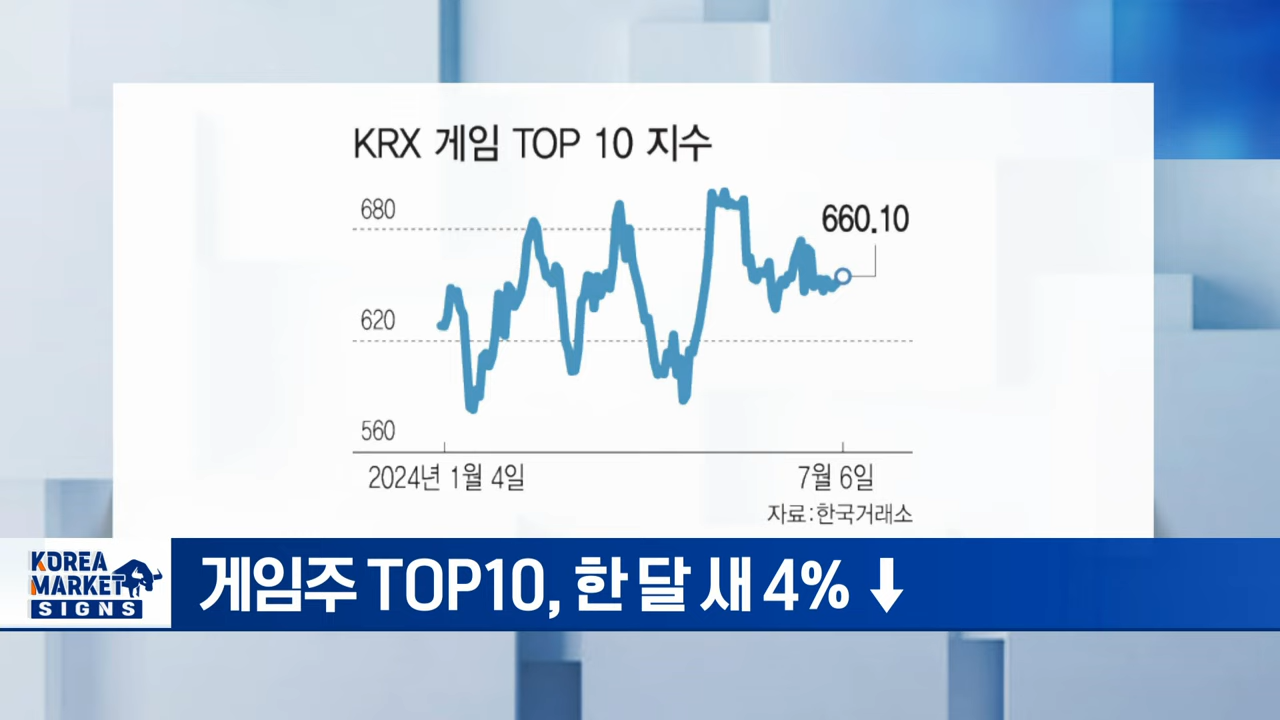 KRX 게임 TOP 10 지수
680
660.10
620
560
2024년 1월 4일
7월 6일
자료:한국거래소
KOREA
MARKET
SIGNS
게임주 TOP10, 한 달 새 4% ↓